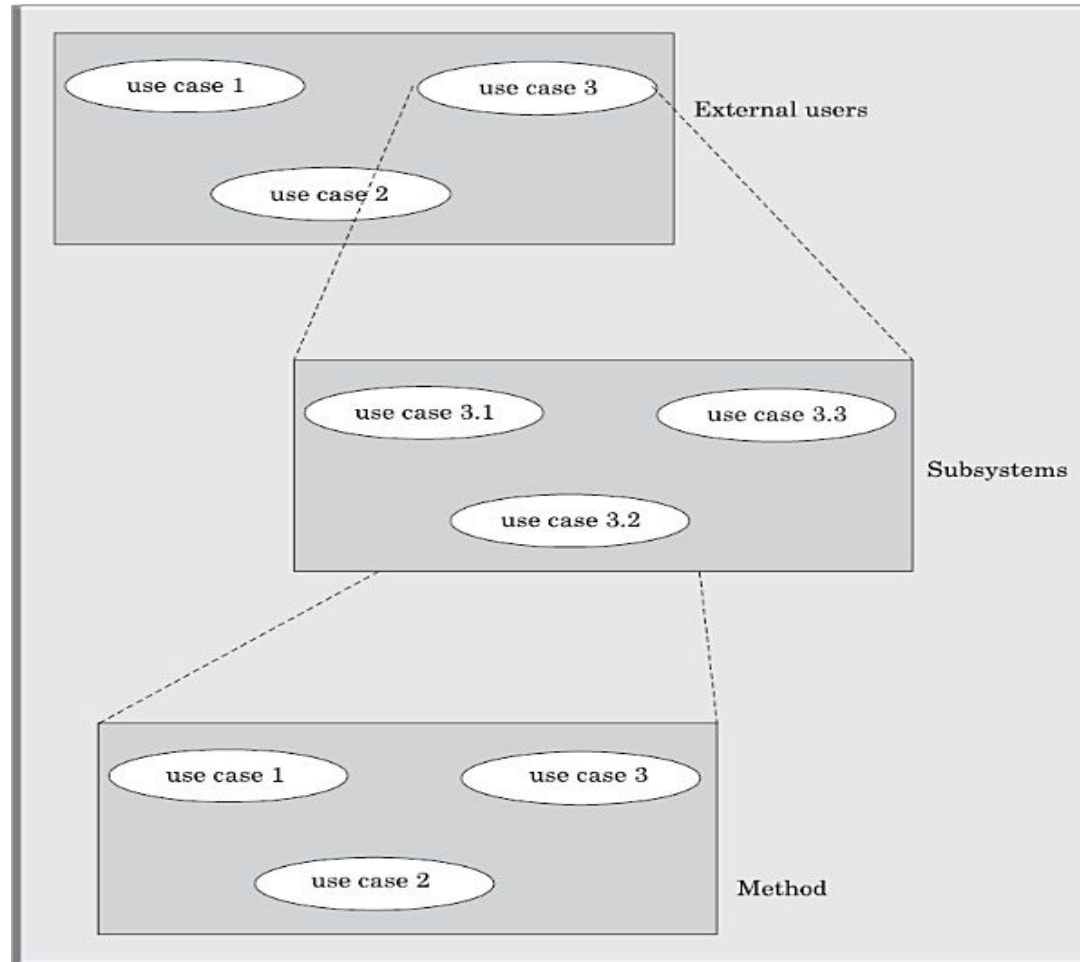 use case 1
use case 3
External users
use case 2
use case 3.1
use case 3.3
Subsystems
use case 3.2
use case 1
use case 3
use case 2
Method